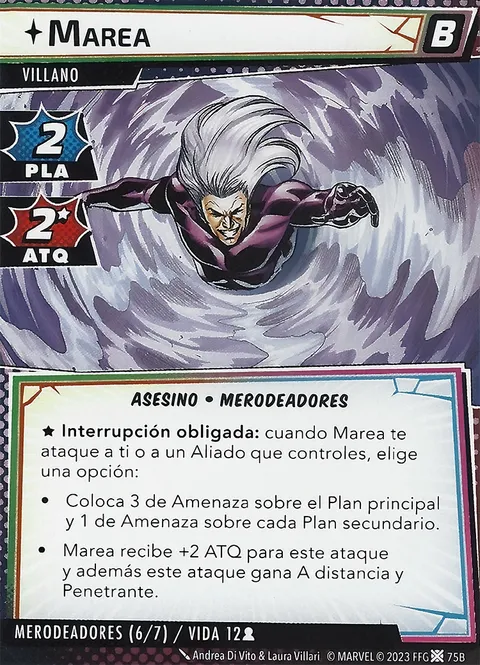 MAREA
B
VILLANO
2
PLA
2★
ATQ
ASESINO • MERODEADORES
★ Interrupción obligada: cuando Marea te
ataque a ti o a un Aliado que controles, elige
una opción:
• Coloca 3 de Amenaza sobre el Plan principal
y 1 de Amenaza sobre cada Plan secundario.
• Marea recibe +2 ATQ para este ataque
y además este ataque gana A distancia y
Penetrante.
MERODEADORES (6/7) / VIDA 12
Andrea Di Vito & Laura Villari © MARVEL © 2023 FFG 75B